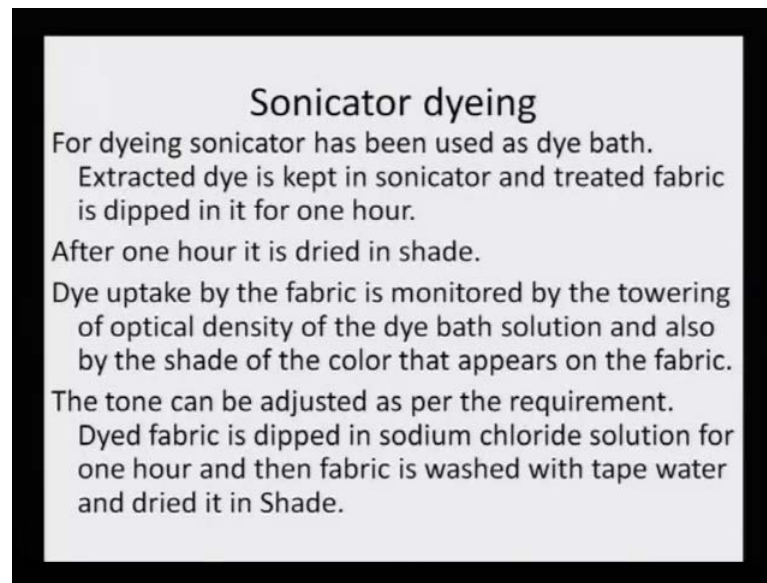 Sonicator dyeing
For dyeing sonicator has been used as dye bath.
Extracted dye is kept in sonicator and treated fabric
is dipped in it for one hour.
After one hour it is dried in shade.
Dye uptake by the fabric is monitored by the towering
of optical density of the dye bath solution and also
by the shade of the color that appears on the fabric.
The tone can be adjusted as per the requirement.
Dyed fabric is dipped in sodium chloride solution for
one hour and then fabric is washed with tape water
and dried it in Shade.